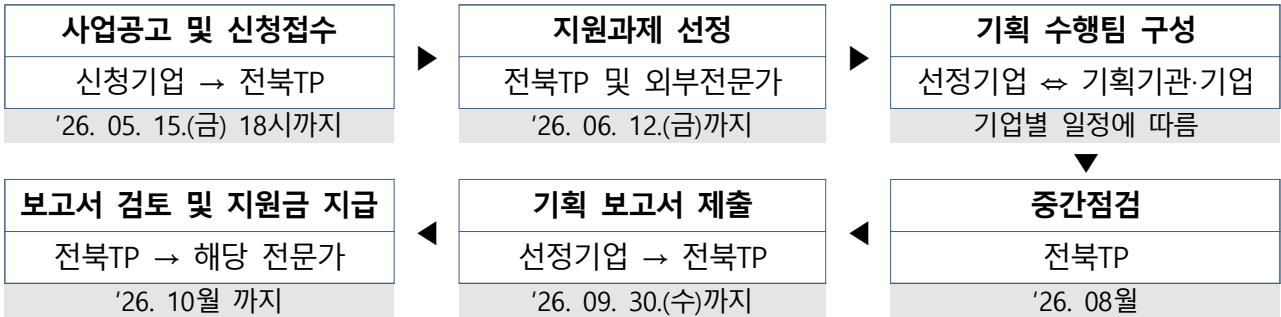 사업공고 및 신청접수
신청기업 → 전북TP
'26. 05. 15.(금) 18시까지
▶
지원과제 선정
전북TP 및 외부전문가
'26. 06. 12.(금)까지
▶
기획 수행팀 구성
선정기업 ⇔ 기획기관·기업
기업별 일정에 따름
▼
중간점검
전북TP
'26. 08월
◀
기획 보고서 제출
선정기업 → 전북TP
'26. 09. 30.(수)까지
◀
보고서 검토 및 지원금 지급
전북TP → 해당 전문가
'26. 10월 까지